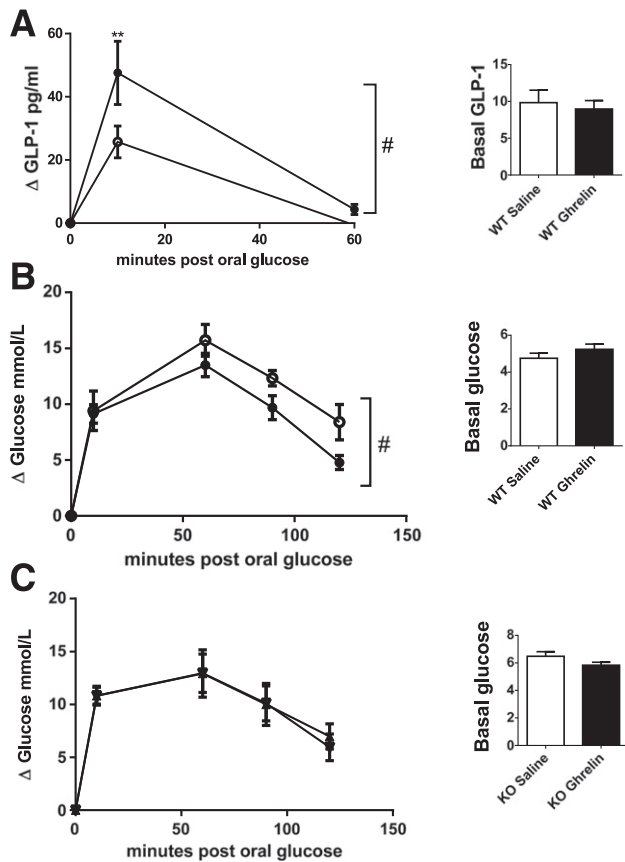 A
Δ GLP-1 pg/ml
60
40
20
0
**
#
0
20
40
60
minutes post oral glucose
Basal GLP-1
15
10
5
0
WT Saline
WT Ghrelin
B
Δ Glucose mmol/L
20
15
10
5
0
#
0
50
100
150
minutes post oral glucose
Basal glucose
6
4
2
0
WT Saline
WT Ghrelin
C
Δ Glucose mmol/L
20
15
10
5
0
0
50
100
150
minutes post oral glucose
Basal glucose
8
6
4
2
0
KO Saline
KO Ghrelin